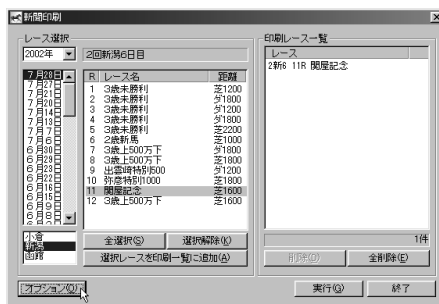 新聞印刷
レース選択
2002年
2回新潟6日目
7月28日
7月27日
7月21日
7月20日
7月14日
7月13日
7月7日
7月6日
6月30日
6月29日
6月23日
6月22日
6月16日
6月15日
6月9日
6月8日
小倉
新潟
函館
R レース名 距離
1 3歳未勝利 芝1200
2 3歳未勝利 ダ1800
3 3歳未勝利 芝1200
4 3歳未勝利 ダ1800
5 3歳未勝利 芝2200
6 2歳新馬 芝1000
7 3歳上500万下 ダ1800
8 3歳上500万下 芝1800
9 出雲崎特別500 ダ1200
10 弥彦特別1000 芝1800
11 関屋記念 芝1600
12 3歳上500万下 芝1600
全選択(S) 選択解除(K)
選択レースを印刷一覧に追加(A)
オプション(O)
印刷レース一覧
レース
2新6 11R 関屋記念
1件
削除(D) 全削除(E)
実行(G) 終了